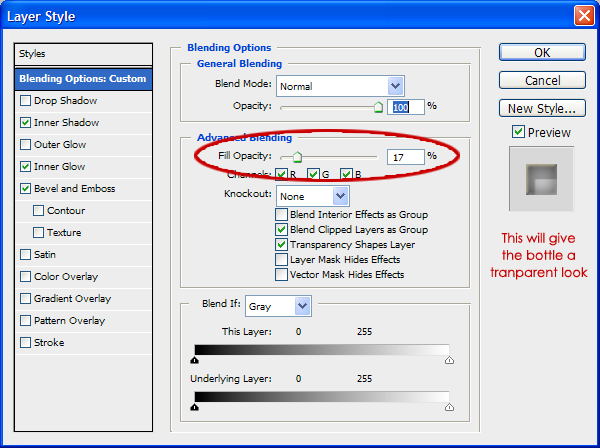 Layer Style
Styles
Blending Options: Custom
Drop Shadow
Inner Shadow
Outer Glow
Inner Glow
Bevel and Emboss
Contour
Texture
Satin
Color Overlay
Gradient Overlay
Pattern Overlay
Stroke
Blending Options
General Blending
Blend Mode: Normal
Opacity: 100 %
Advanced Blending
Fill Opacity: 17 %
Channels: R G B
Knockout: None
Blend Interior Effects as Group
Blend Clipped Layers as Group
Transparency Shapes Layer
Layer Mask Hides Effects
Vector Mask Hides Effects
Blend If: Gray
This Layer: 0 255
Underlying Layer: 0 255
OK
Cancel
New Style...
Preview
This will give
the bottle a
tranparent look